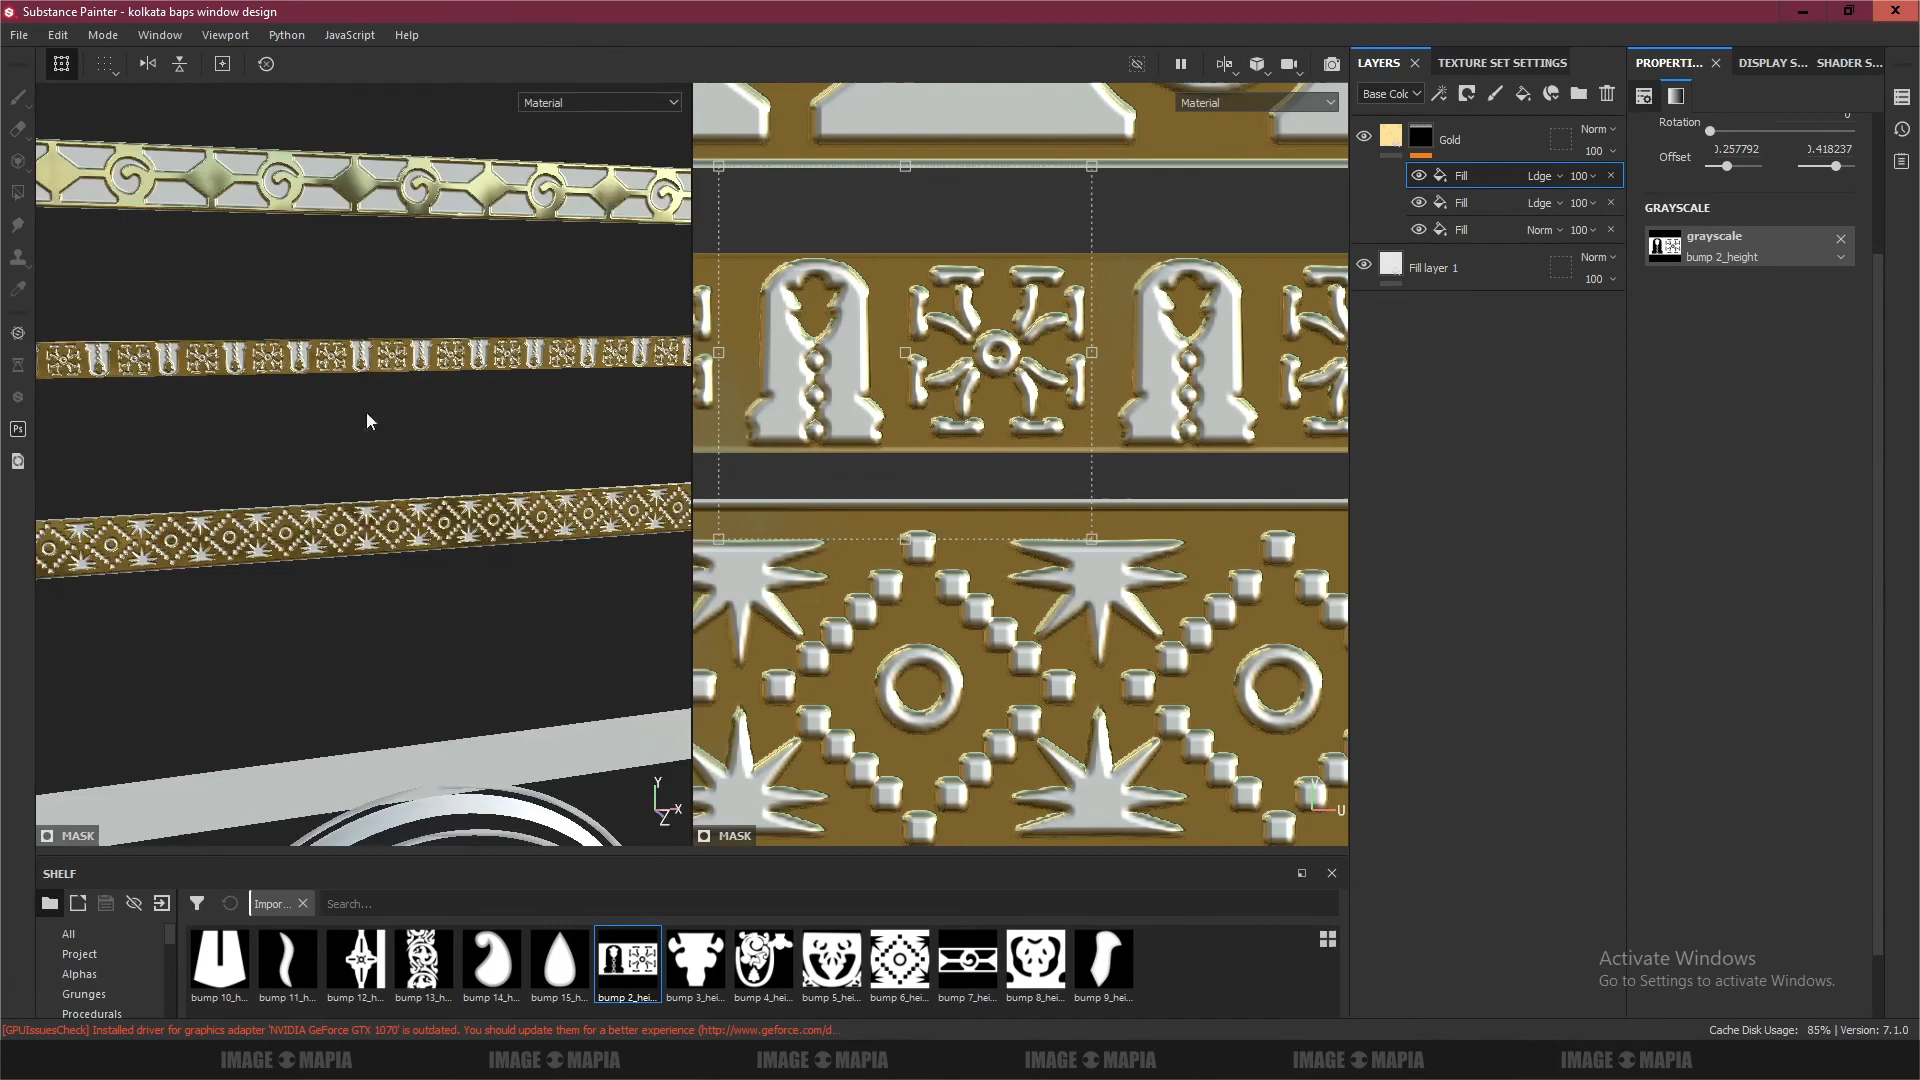 Substance Painter - kolkata baps window design
File Edit Mode Window Viewport Python JavaScript Help
Material
Material
MASK
MASK
Y
X
Z
U
LAYERS
TEXTURE SET SETTINGS
Base Colc
Gold
Norm
100
Fill Ldge 100
Fill Ldge 100
Fill Norm 100
Fill layer 1
Norm
100
PROPERTI...
DISPLAY S...
SHADER S...
Rotation
0
Offset
0.418237
GRAYSCALE
grayscale
bump 2_height
SHELF
Impor...
Search...
All
Project
Alphas
Grunges
Procedurals
bump 10_h...
bump 11_h...
bump 12_h...
bump 13_h...
bump 14_h...
bump 15_h...
bump 2_hei...
bump 3_hei...
bump 4_hei...
bump 5_hei...
bump 6_hei...
bump 7_hei...
bump 8_hei...
bump 9_hei...
Ps
Activate Windows
Go to Settings to activate Windows.
[GPUIssuesCheck] Installed driver for graphics adapter 'NVIDIA GeForce GTX 1070' is outdated. You should update them for a better experience (http://www.geforce.com/d...
Cache Disk Usage: 85% | Version: 7.1.0
IMAGE MAPIA IMAGE MAPIA IMAGE MAPIA IMAGE MAPIA IMAGE MAPIA IMAGE MAPIA